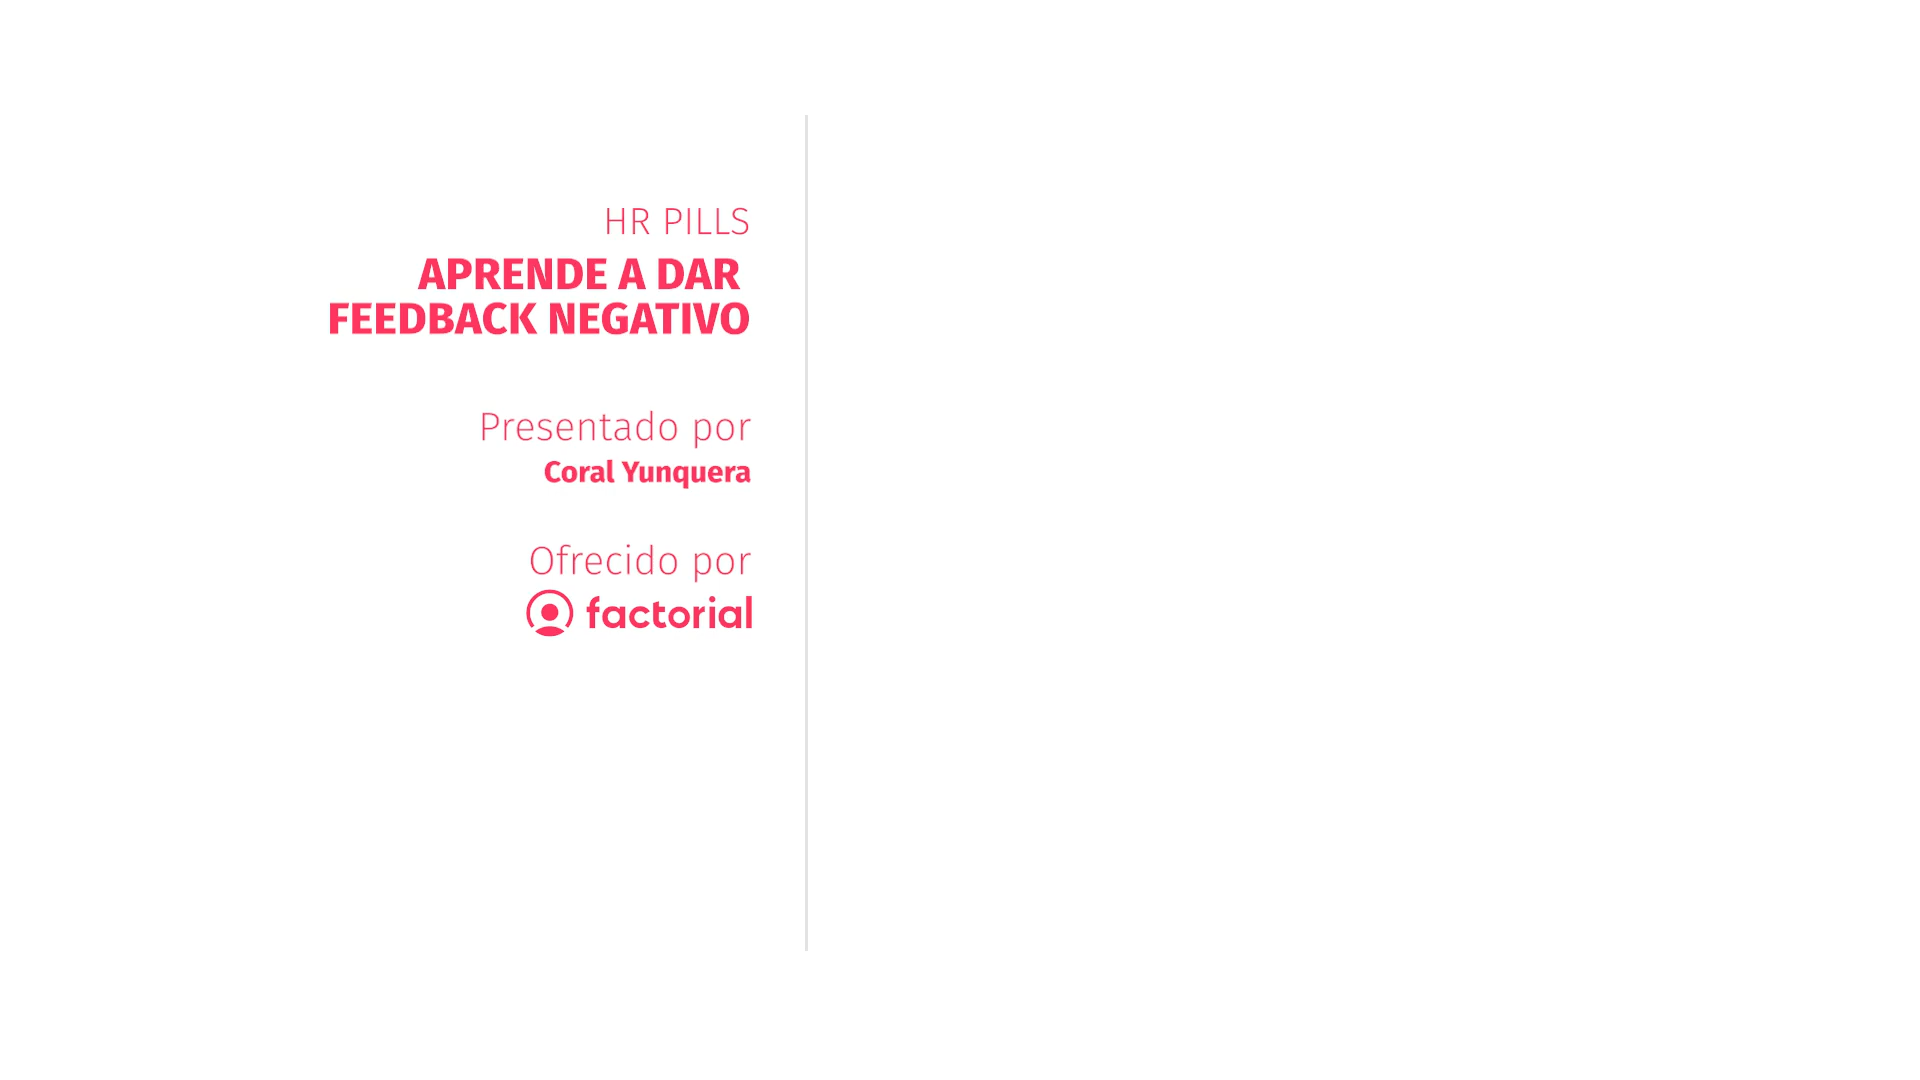 HR PILLS
APRENDE A DAR
FEEDBACK NEGATIVO
Presentado por
Coral Yunquera
Ofrecido por
factorial